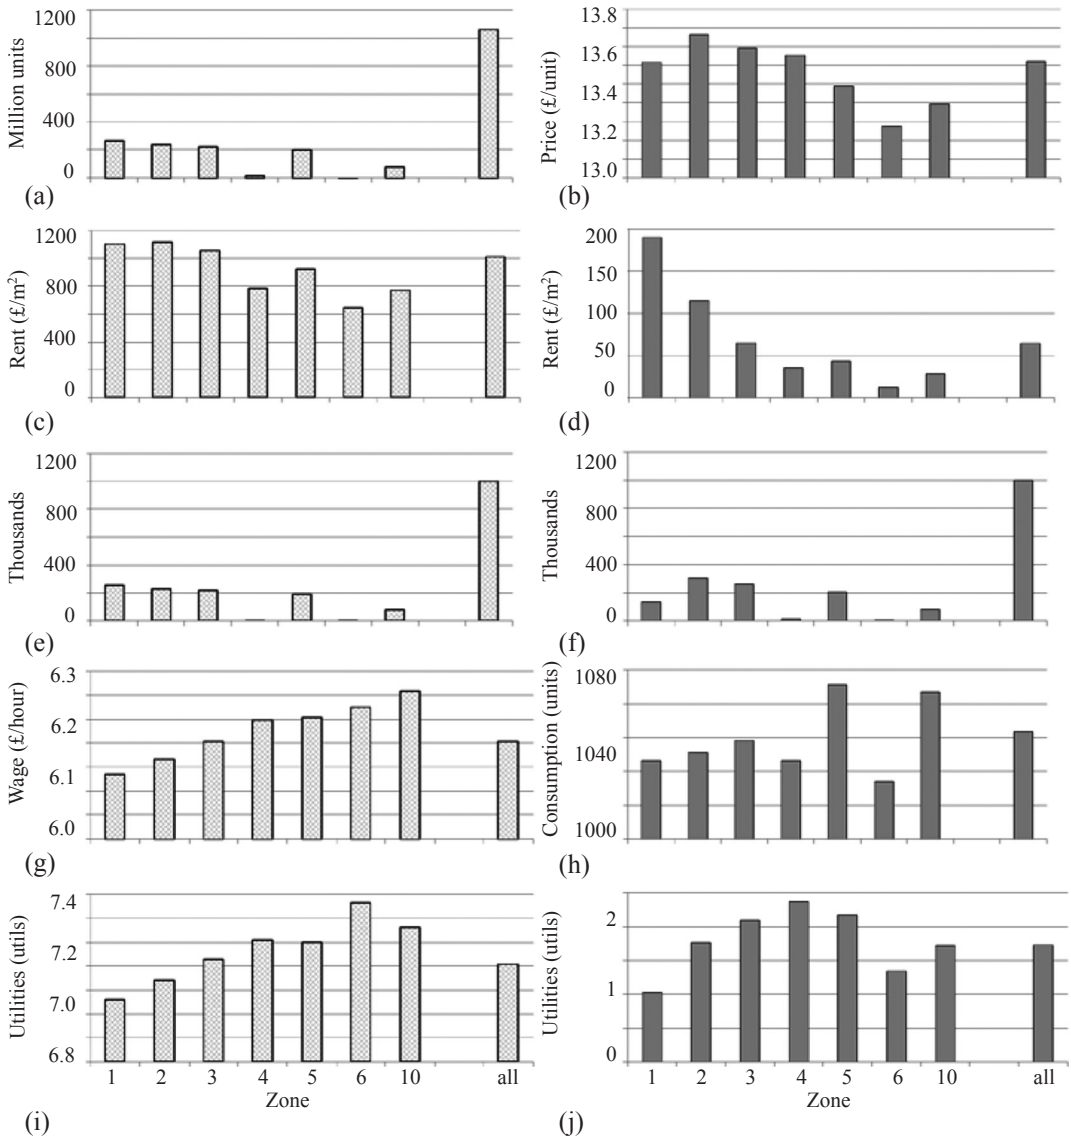 1200
800
400
0
Million units
(a)
13.8
13.6
13.4
13.2
13.0
Price (£/unit)
(b)
1200
800
400
0
Rent (£/m²)
(c)
200
150
100
50
0
Rent (£/m²)
(d)
1200
800
400
0
Thousands
(e)
1200
800
400
0
Thousands
(f)
6.3
6.2
6.1
6.0
Wage (£/hour)
(g)
1080
1040
1000
Consumption (units)
(h)
7.4
7.2
7.0
6.8
Utilities (utils)
1 2 3 4 5 6 10 all
Zone
(i)
2
1
0
Utilities (utils)
1 2 3 4 5 6 10 all
Zone
(j)